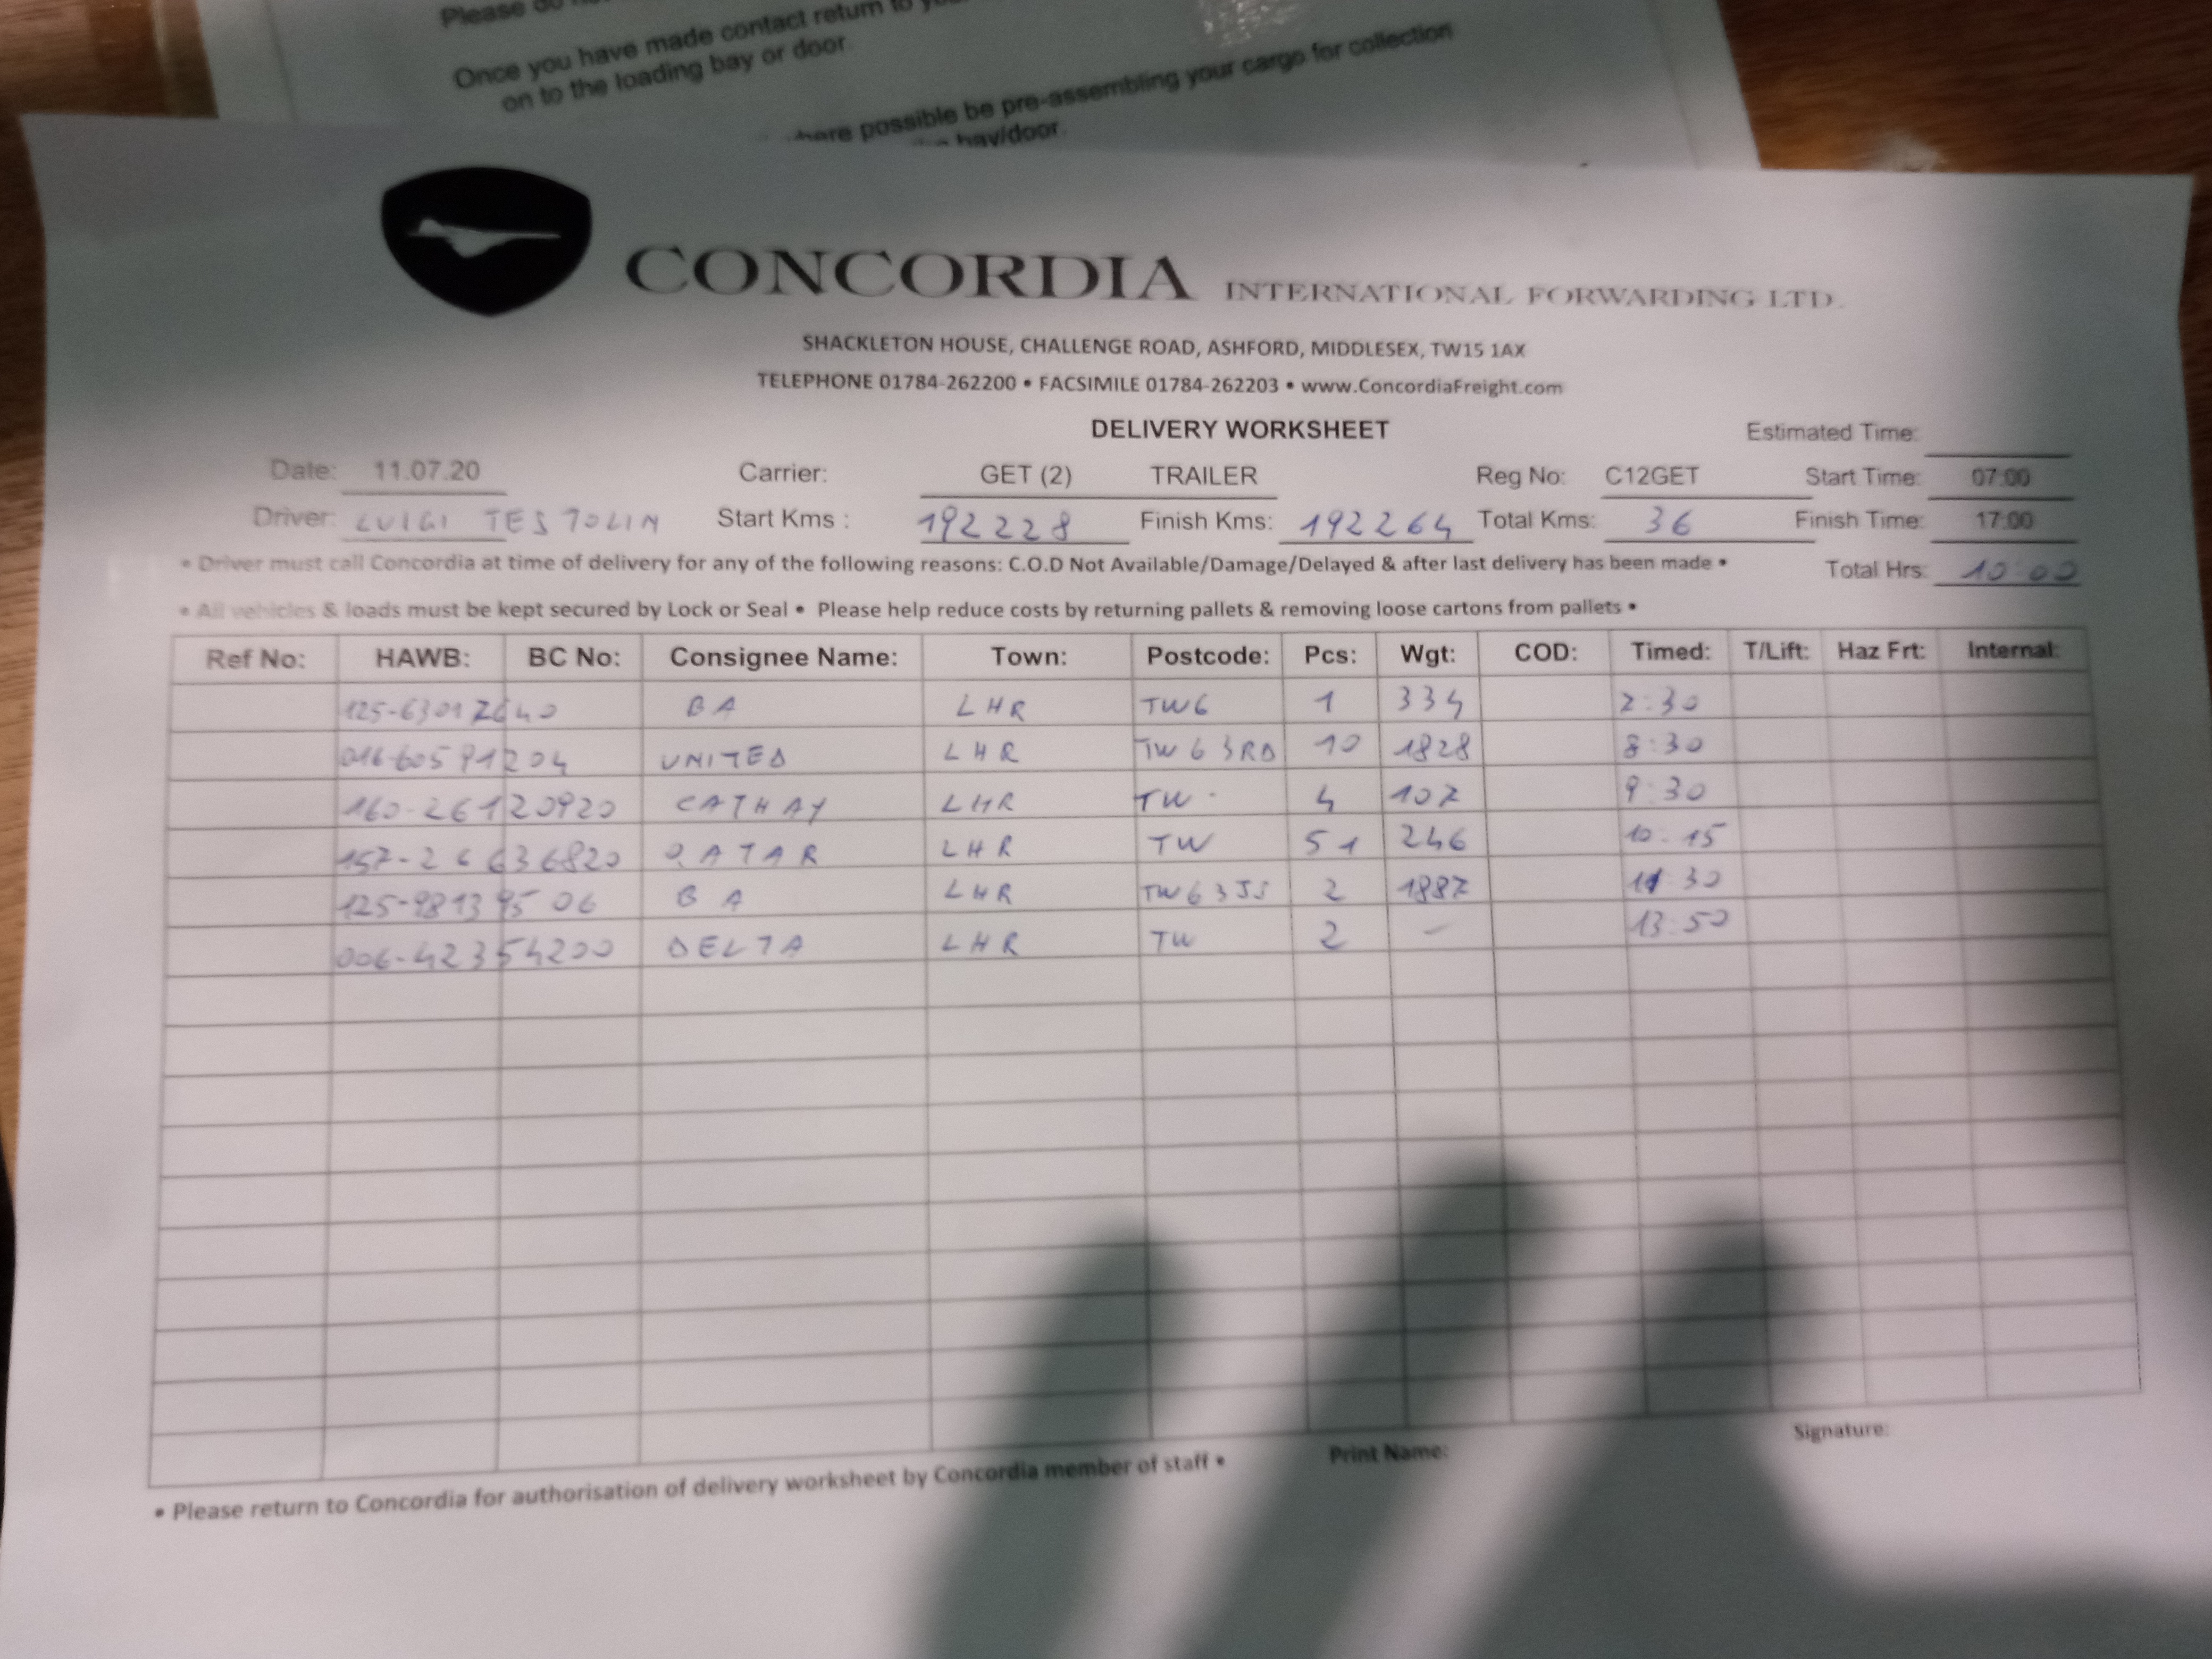 Please do
Once you have made contact return to
on to the loading bay or door
where possible be pre-assembling your cargo for collection
bay/door.
CONCORDIA INTERNATIONAL FORWARDING LTD.
SHACKLETON HOUSE, CHALLENGE ROAD, ASHFORD, MIDDLESEX, TW15 1AX
TELEPHONE 01784-262200 • FACSIMILE 01784-262203 • www.ConcordiaFreight.com
DELIVERY WORKSHEET Estimated Time:
Date: 11.07.20 Carrier: GET (2) TRAILER Reg No: C12GET Start Time: 07:00
Driver: LUIGI TESTOLIN Start Kms : 192228 Finish Kms: 192264 Total Kms: 36 Finish Time: 17:00
• Driver must call Concordia at time of delivery for any of the following reasons: C.O.D Not Available/Damage/Delayed & after last delivery has been made • Total Hrs: 10:00
• All vehicles & loads must be kept secured by Lock or Seal • Please help reduce costs by returning pallets & removing loose cartons from pallets •
Ref No: HAWB: BC No: Consignee Name: Town: Postcode: Pcs: Wgt: COD: Timed: T/Lift: Haz Frt: Internal:
BA LHR TW6 1 334 7:30
016-60591204 UNITED LHR TW6 3RD 10 1828 8:30
160-26120920 CATHAY LHR TW 4 107 9:30
157-26636820 QATAR LHR TW 51 246 10:15
125-98139506 BA LHR TW6 3JS 2 1887 11:30
006-42354200 DELTA LHR TW 2 - 13:50
• Please return to Concordia for authorisation of delivery worksheet by Concordia member of staff • Print Name: Signature: